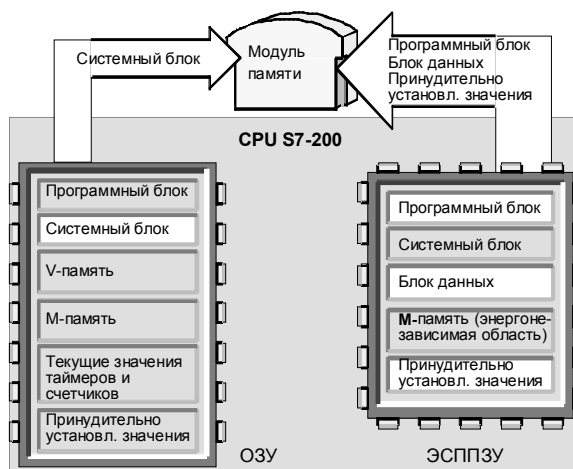 Системный блок
Модуль
памяти
Программный блок
Блок данных
Принудительно
установл. значения
CPU S7-200
Программный блок
Системный блок
V-память
М-память
Текущие значения
таймеров и
счетчиков
Принудительно
установл. значения
ОЗУ
Программный блок
Системный блок
Блок данных
М-память (энергоне-
зависимая область)
Принудительно
установл. значения
ЭСППЗУ